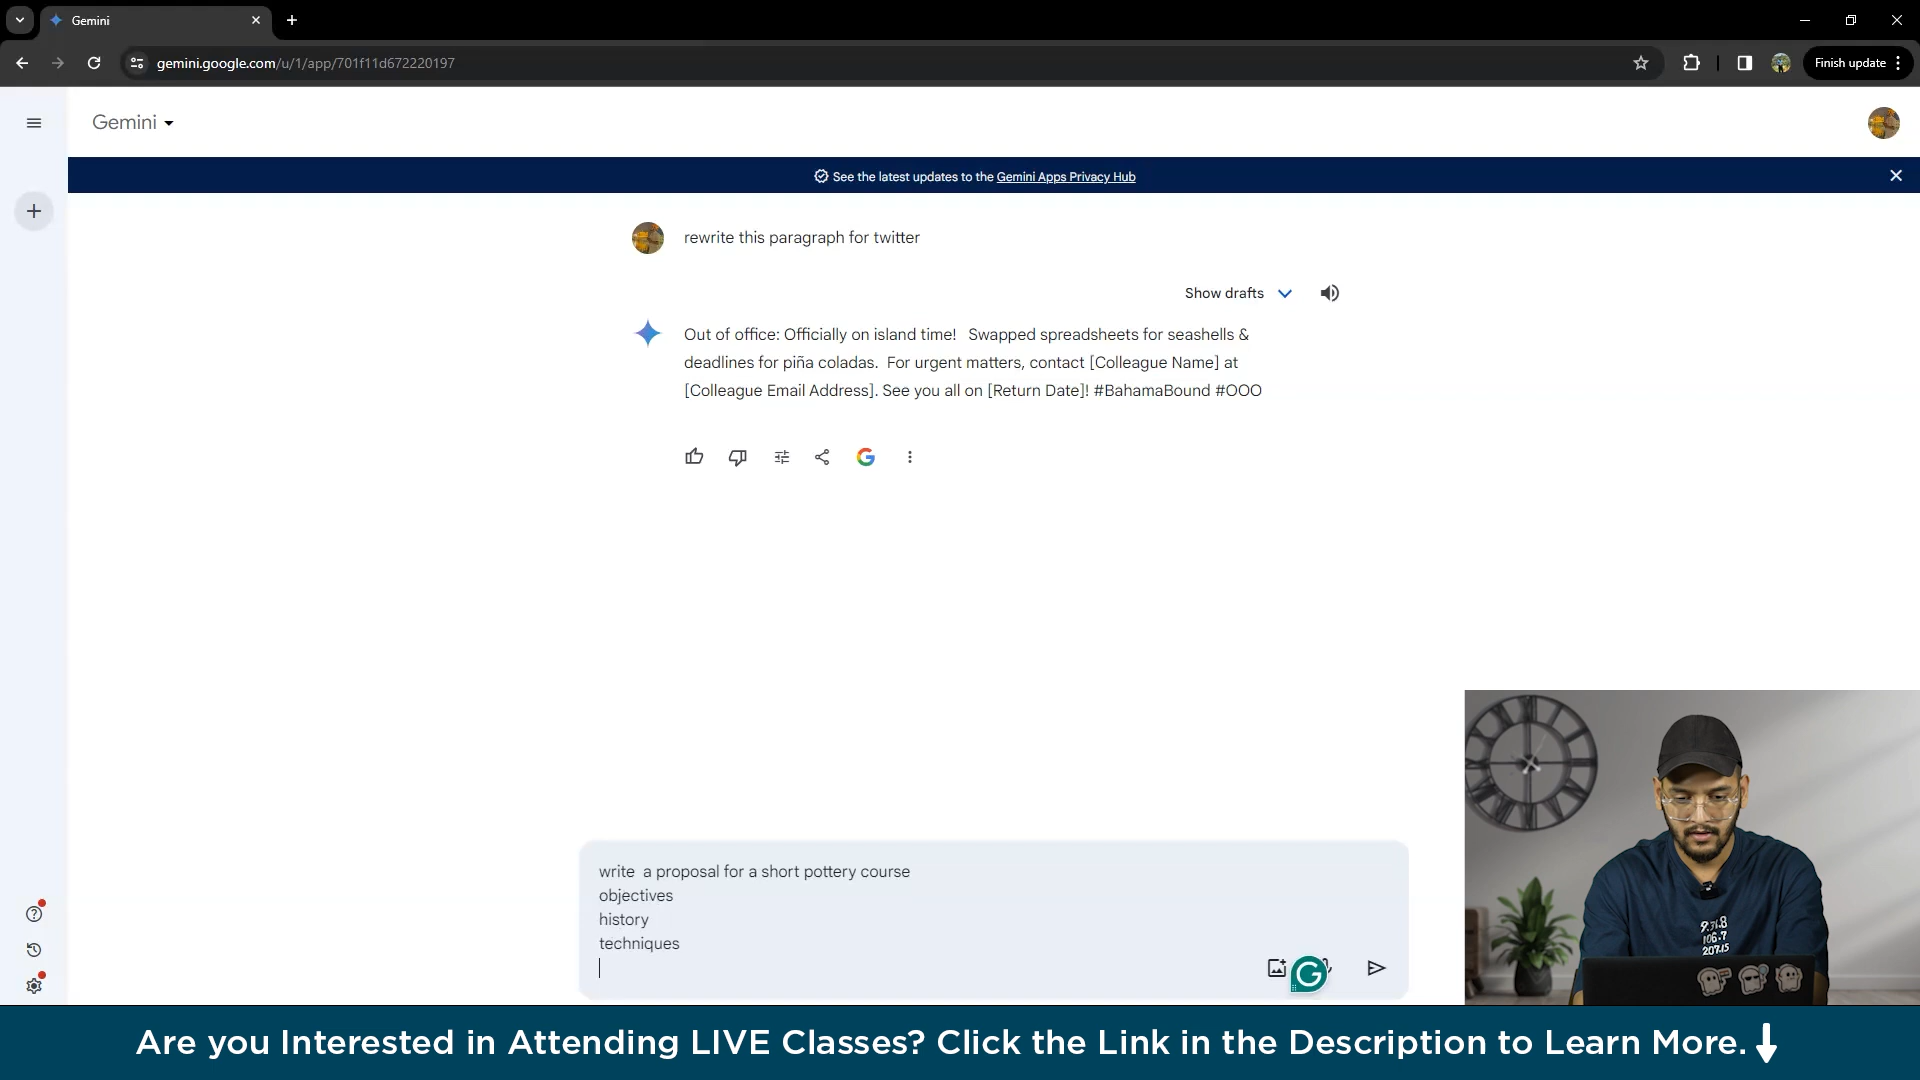 Gemini
gemini.google.com/u/1/app/701f11d672220197
Finish update
Gemini
See the latest updates to the Gemini Apps Privacy Hub
rewrite this paragraph for twitter
Show drafts
Out of office: Officially on island time!   Swapped spreadsheets for seashells &
deadlines for piña coladas.  For urgent matters, contact [Colleague Name] at
[Colleague Email Address]. See you all on [Return Date]! #BahamaBound #OOO
write  a proposal for a short pottery course
objectives
history
techniques
Are you Interested in Attending LIVE Classes? Click the Link in the Description to Learn More.